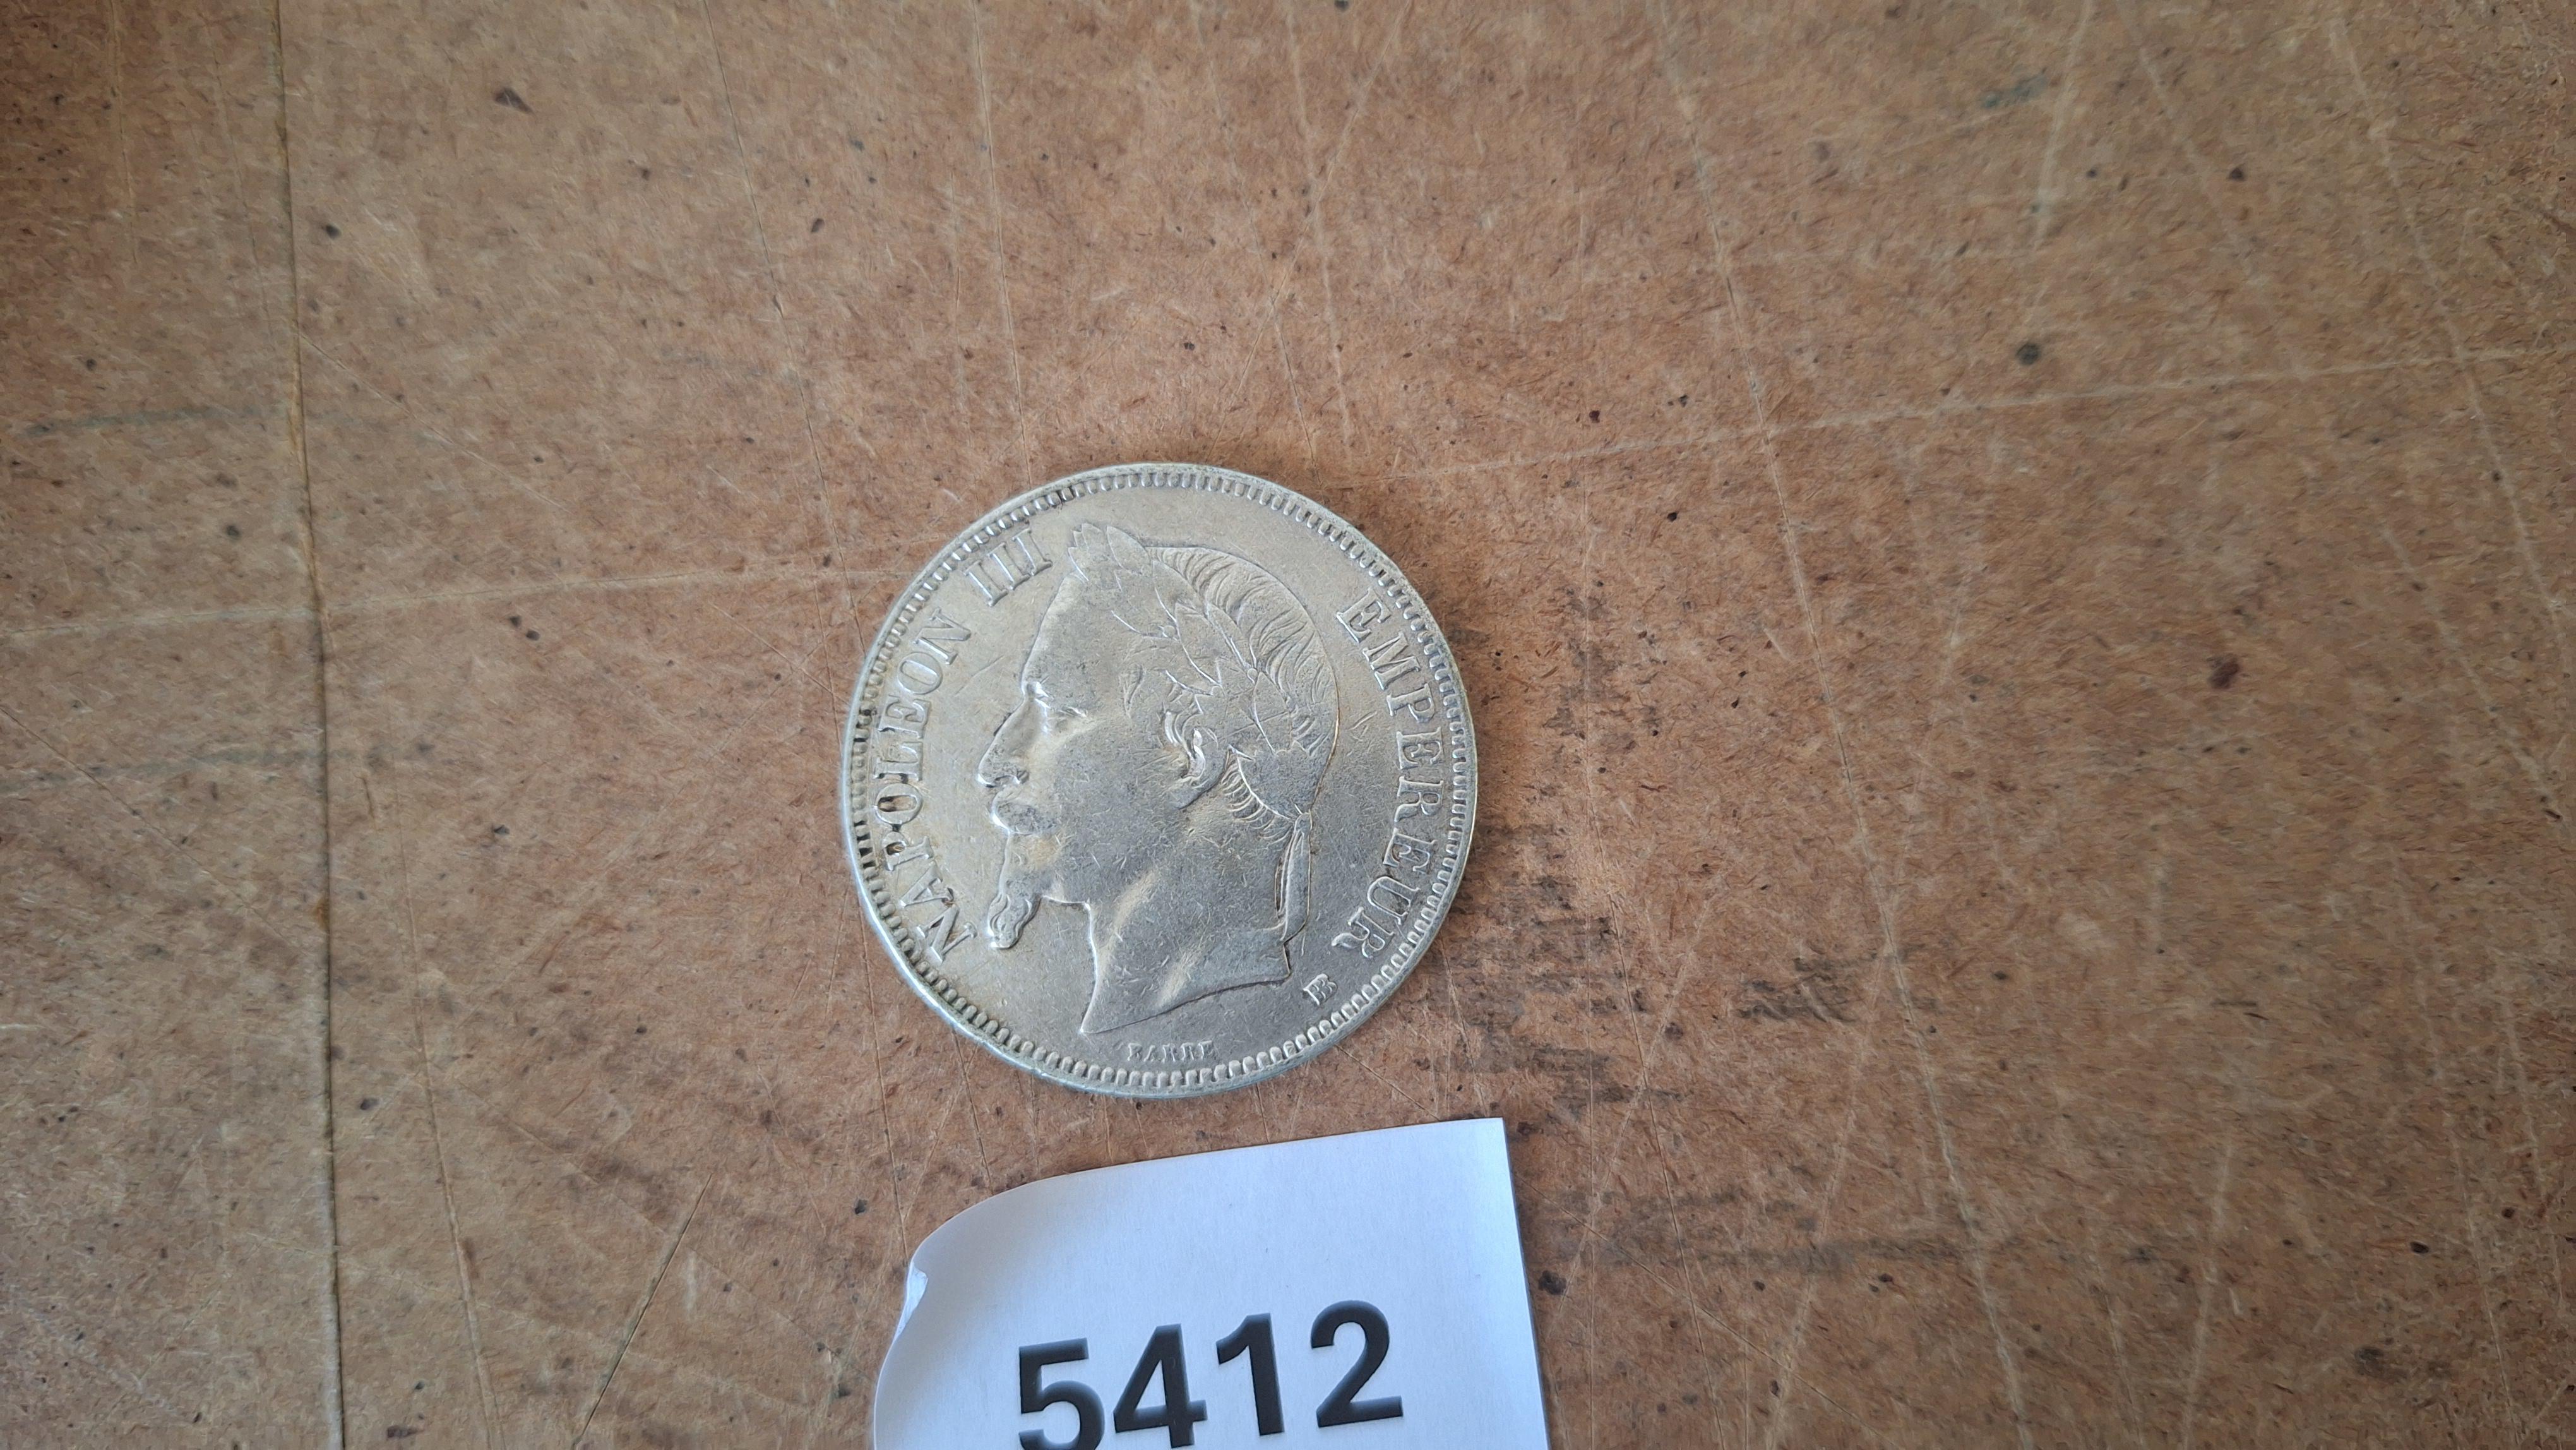 NAPOLEON III
EMPEREUR
BB
BARRE
5412